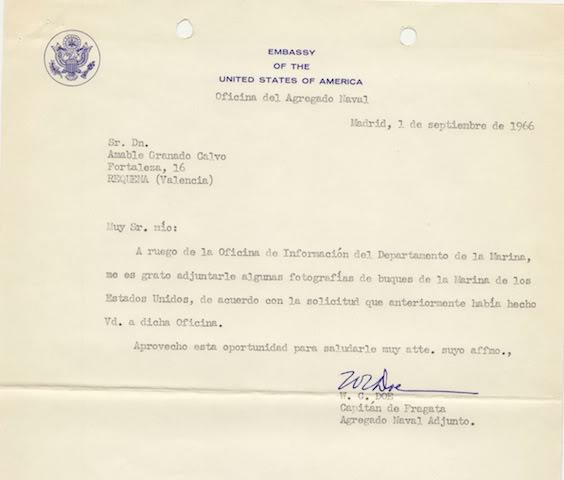 EMBASSY
OF THE
UNITED STATES OF AMERICA
Oficina del Agregado Naval
Madrid, 1 de septiembre de 1966
Sr. Dn.
Amable Granado Calvo
Fortaleza, 16
REQUENA (Valencia)
Muy Sr. mío:
A ruego de la Oficina de Información del Departamento de la Marina,
me es grato adjuntarle algunas fotografías de buques de la Marina de los
Estados Unidos, de acuerdo con la solicitud que anteriormente había hecho
Vd. a dicha Oficina.
Aprovecho esta oportunidad para saludarle muy atte. suyo affmo.,
W. C. DOE
Capitán de Fragata
Agregado Naval Adjunto.